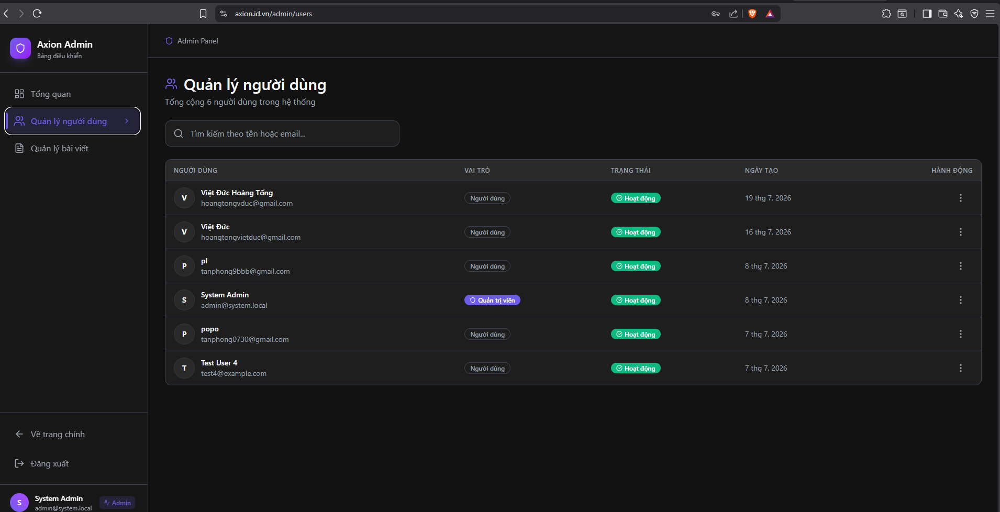 axion.id.vn/admin/users
Axion Admin
Bảng điều khiển
Tổng quan
Quản lý người dùng
Quản lý bài viết
Về trang chính
Đăng xuất
S
System Admin
admin@system.local
Admin
Admin Panel
Quản lý người dùng
Tổng cộng 6 người dùng trong hệ thống
Tìm kiếm theo tên hoặc email...
NGƯỜI DÙNG VAI TRÒ TRẠNG THÁI NGÀY TẠO HÀNH ĐỘNG
V Việt Đức Hoàng Tống Người dùng Hoạt động 19 thg 7, 2026
hoangtongvduc@gmail.com
V Việt Đức Người dùng Hoạt động 16 thg 7, 2026
hoangtongvietduc@gmail.com
P pl Người dùng Hoạt động 8 thg 7, 2026
tanphong9bbb@gmail.com
S System Admin Quản trị viên Hoạt động 8 thg 7, 2026
admin@system.local
P popo Người dùng Hoạt động 7 thg 7, 2026
tanphong0730@gmail.com
T Test User 4 Người dùng Hoạt động 7 thg 7, 2026
test4@example.com